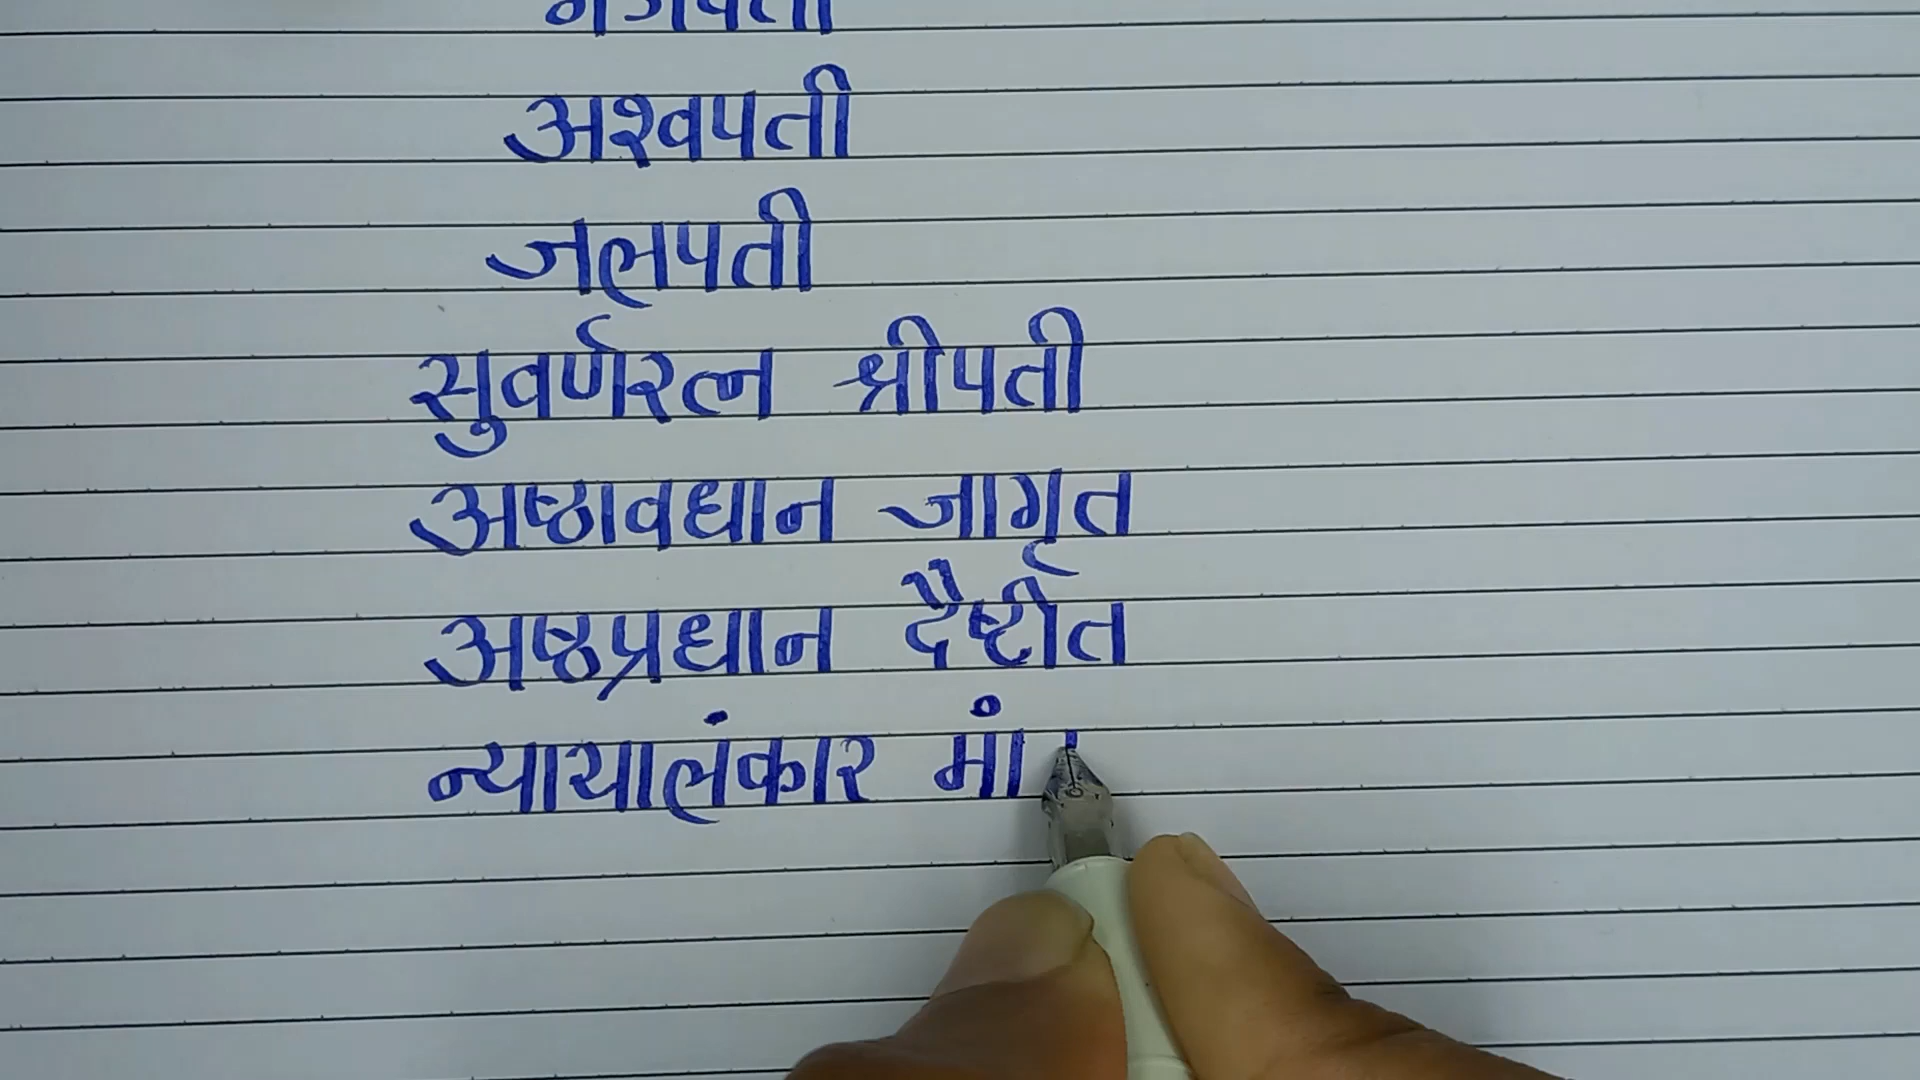 अश्वपती
जलपती
सुवर्णरत्न श्रीपती
अष्ठावधान जागृत
अष्ठप्रधान दैष्टीत
न्यायालंकार मां